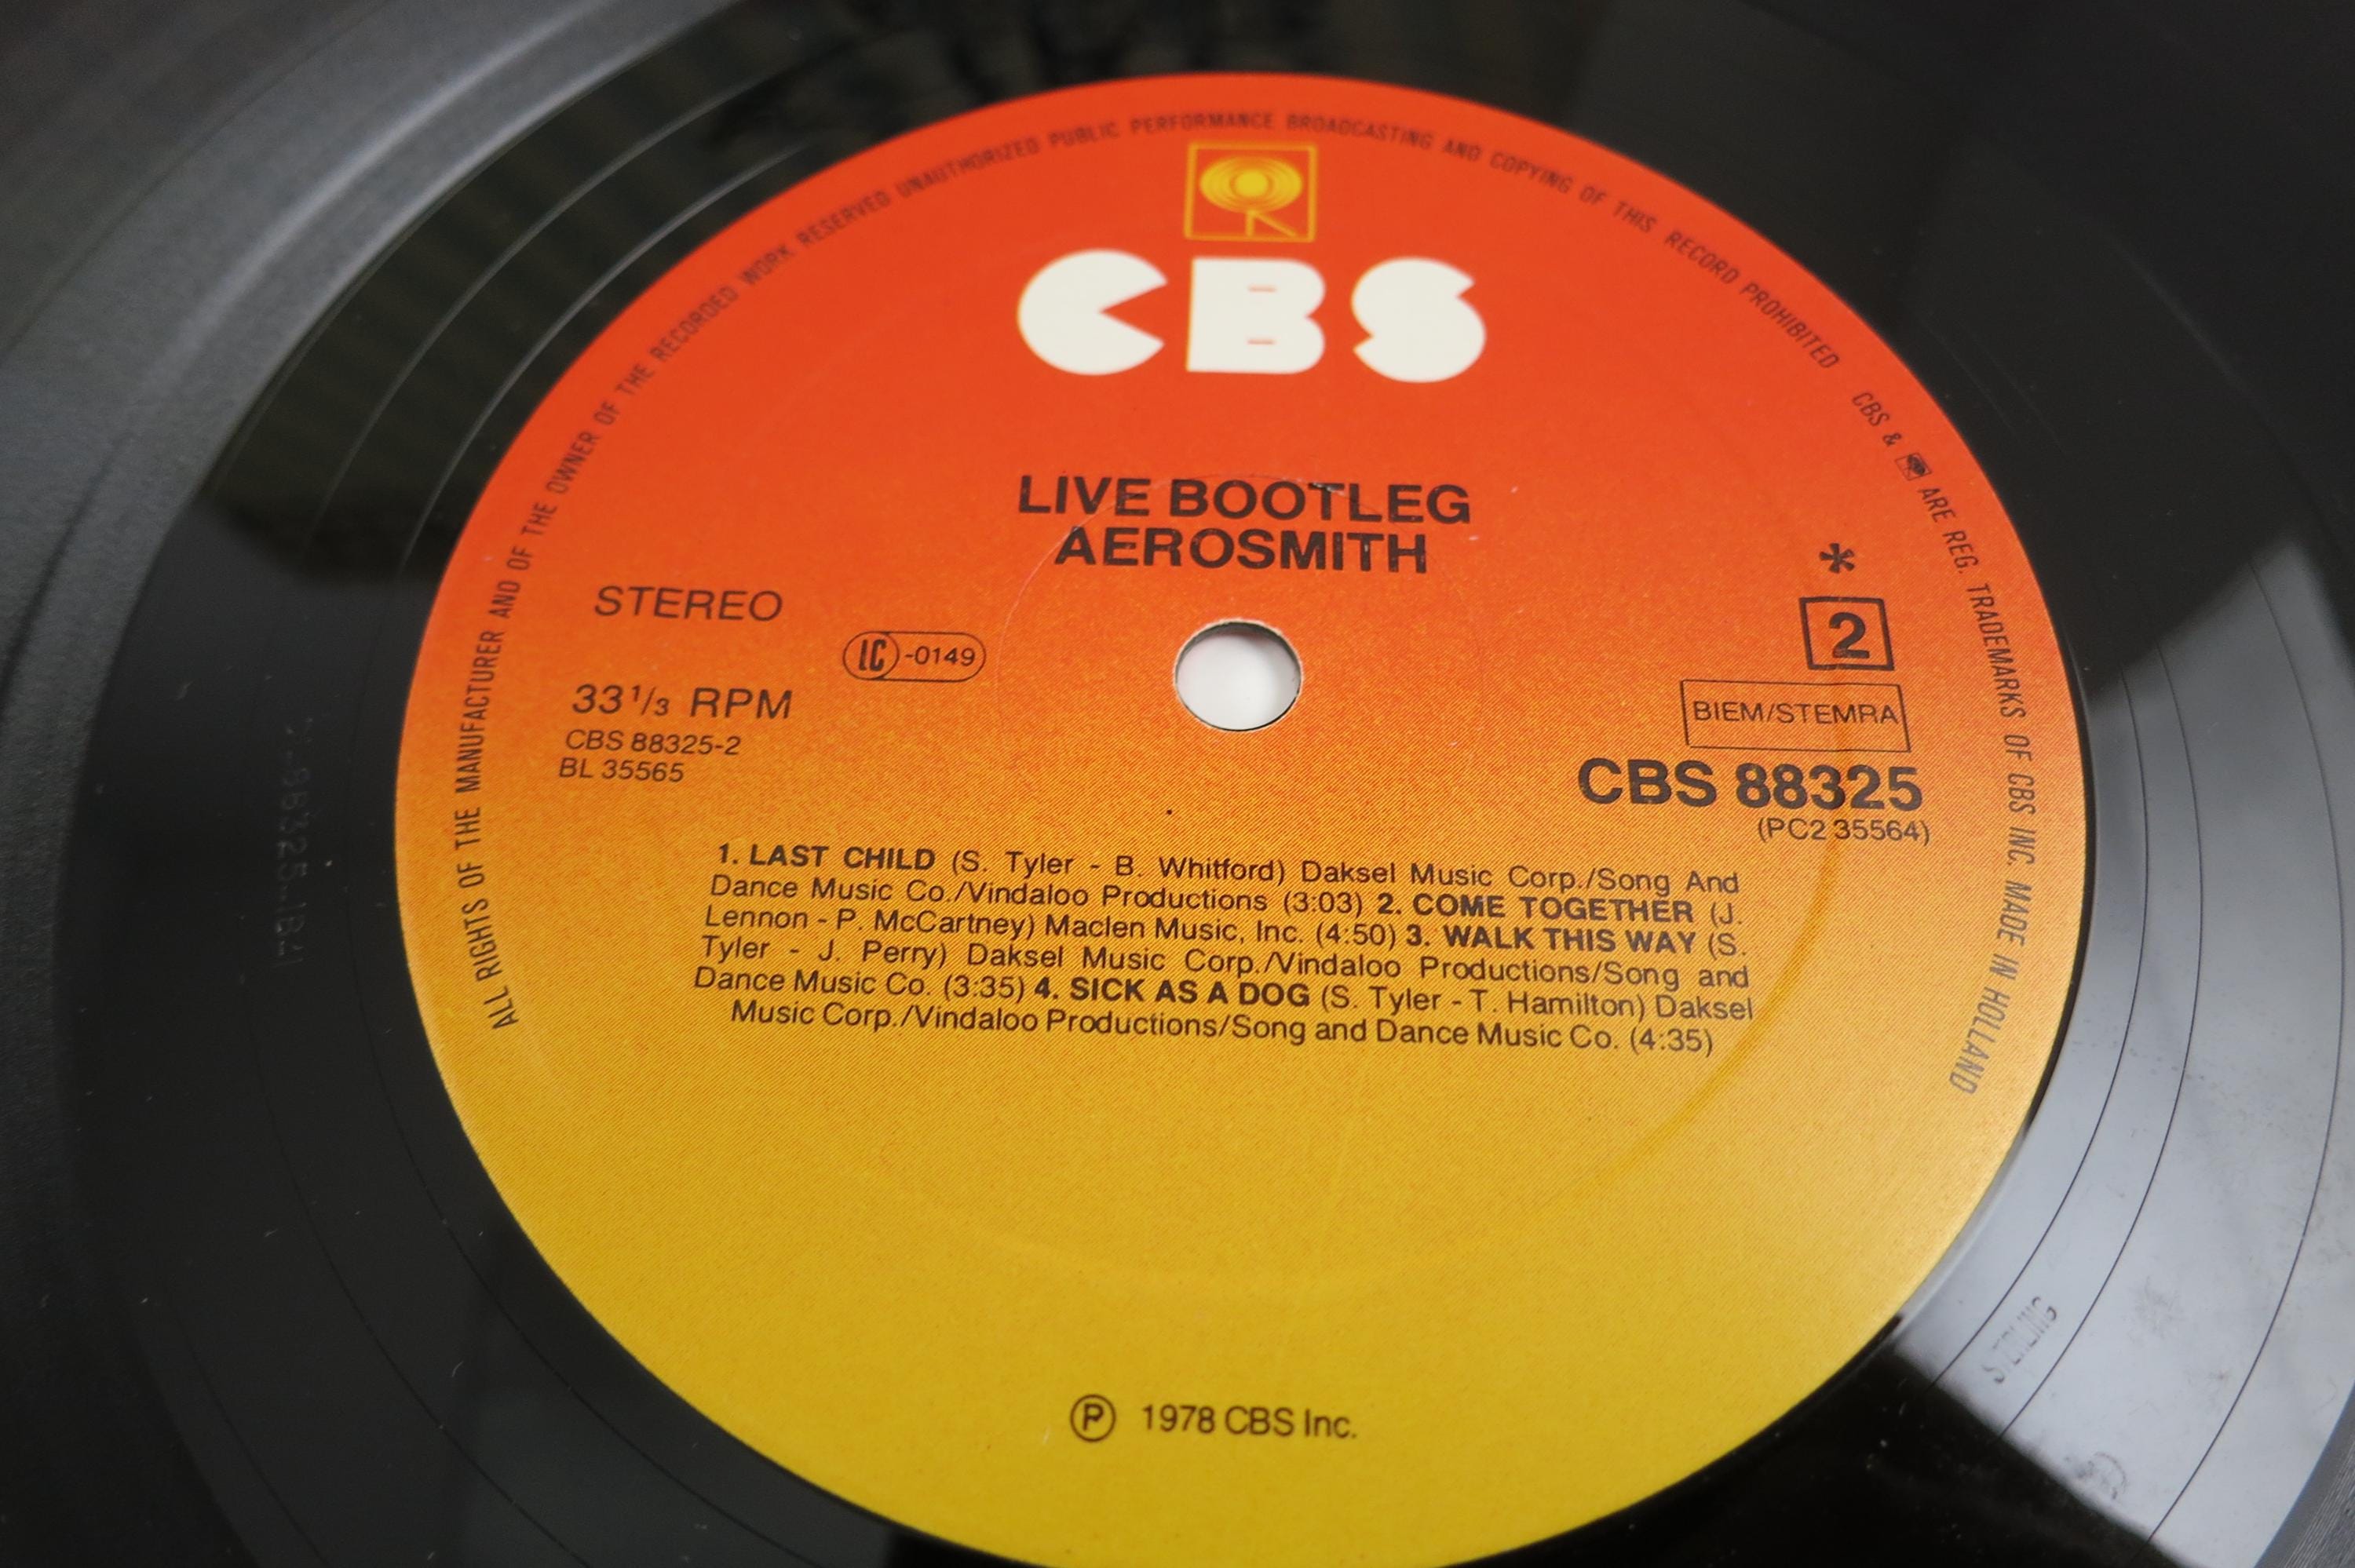 ALL RIGHTS OF THE MANUFACTURER AND OF THE OWNER OF THE RECORDED WORK RESERVED UNAUTHORIZED PUBLIC PERFORMANCE BROADCASTING AND COPYING OF THIS RECORD PROHIBITED CBS & ARE REG. TRADEMARKS OF CBS INC. MADE IN HOLLAND
CBS
LIVE BOOTLEG
AEROSMITH
STEREO
LC-0149
33 1/3 RPM
CBS 88325-2
BL 35565
*
2
BIEM/STEMRA
CBS 88325
(PC2 35564)
1. LAST CHILD (S. Tyler - B. Whitford) Daksel Music Corp./Song And
Dance Music Co./Vindaloo Productions (3:03) 2. COME TOGETHER (J.
Lennon - P. McCartney) Maclen Music, Inc. (4:50) 3. WALK THIS WAY (S.
Tyler - J. Perry) Daksel Music Corp./Vindaloo Productions/Song and
Dance Music Co. (3:35) 4. SICK AS A DOG (S. Tyler - T. Hamilton) Daksel
Music Corp./Vindaloo Productions/Song and Dance Music Co. (4:35)
Ⓟ 1978 CBS Inc.
STERLING